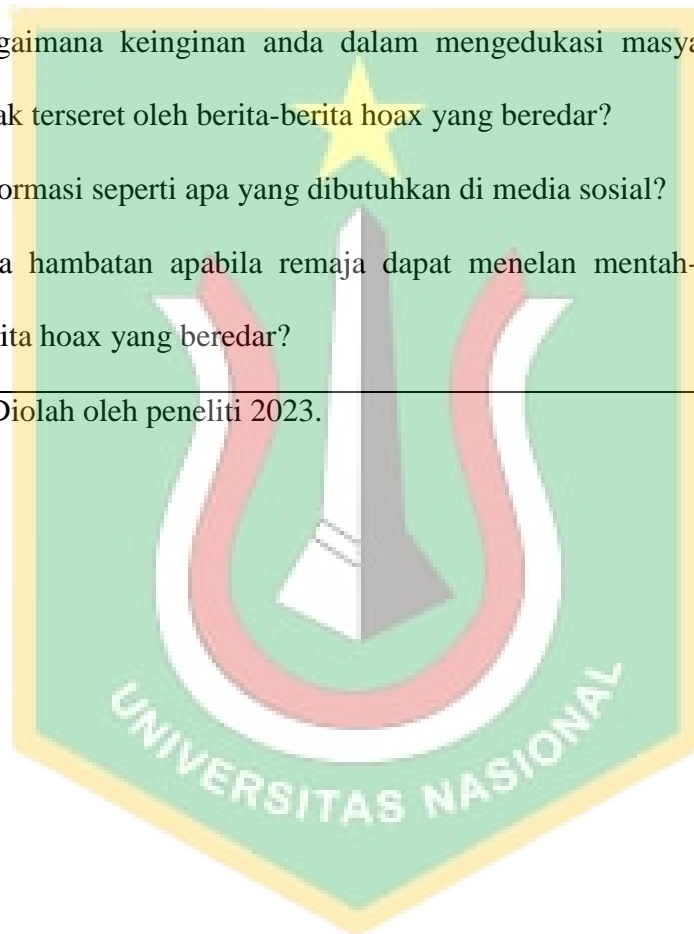 gaimana keinginan anda dalam mengedukasi masya
ak terseret oleh berita-berita hoax yang beredar?
ormasi seperti apa yang dibutuhkan di media sosial?
a hambatan apabila remaja dapat menelan mentah-
ita hoax yang beredar?
Diolah oleh peneliti 2023.
UNIVERSITAS NASIONAL